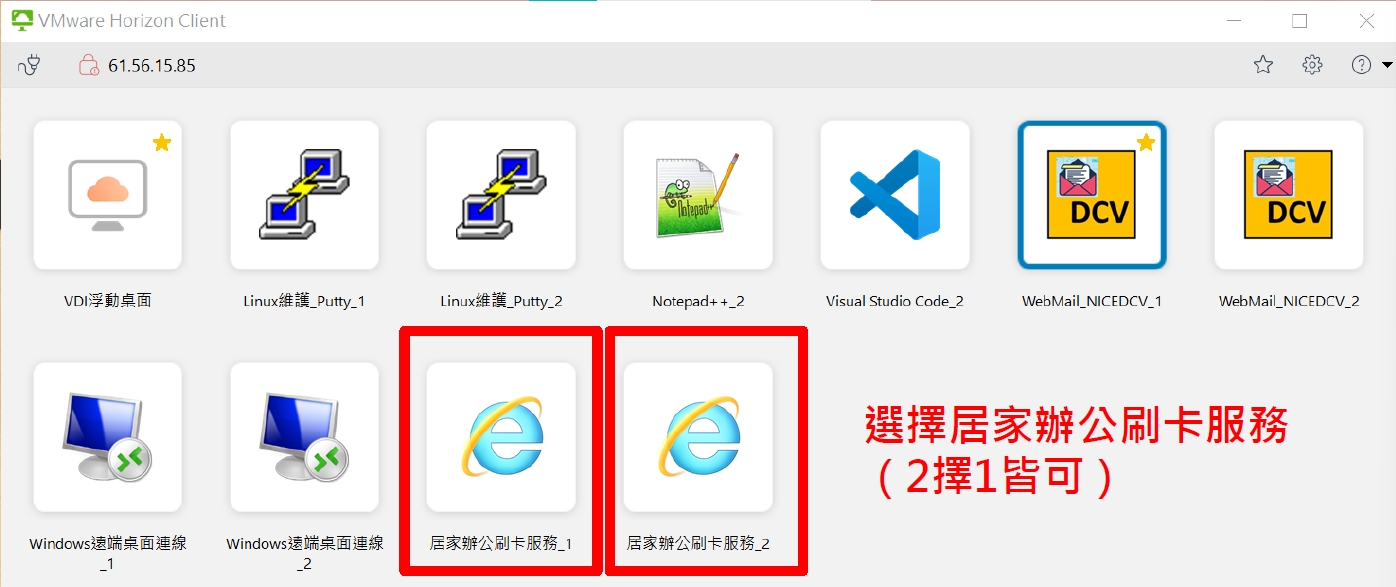 VMware Horizon Client
61.56.15.85
VDI浮動桌面
Linux維護_Putty_1
Linux維護_Putty_2
Notepad++
Notepad++_2
Visual Studio Code_2
DCV
WebMail_NICEDCV_1
DCV
WebMail_NICEDCV_2
Windows遠端桌面連線
_1
Windows遠端桌面連線
_2
居家辦公刷卡服務_1
居家辦公刷卡服務_2
選擇居家辦公刷卡服務
（2擇1皆可）